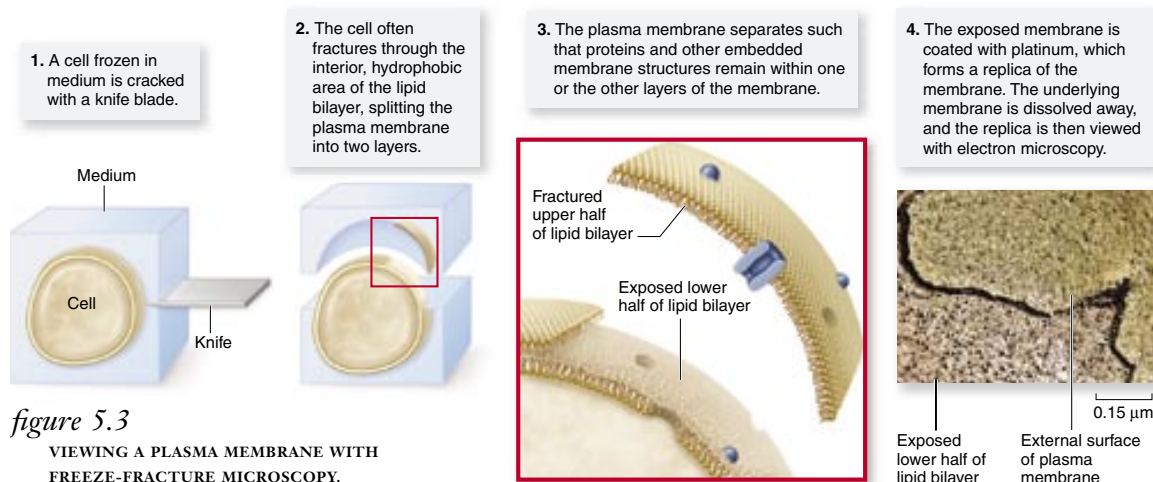 1. A cell frozen in
medium is cracked
with a knife blade.
2. The cell often
fractures through the
interior, hydrophobic
area of the lipid
bilayer, splitting the
plasma membrane
into two layers.
3. The plasma membrane separates such
that proteins and other embedded
membrane structures remain within one
or the other layers of the membrane.
4. The exposed membrane is
coated with platinum, which
forms a replica of the
membrane. The underlying
membrane is dissolved away,
and the replica is then viewed
with electron microscopy.
Medium
Cell
Knife
Fractured
upper half
of lipid bilayer
Exposed lower
half of lipid bilayer
0.15 µm
Exposed
lower half of
lipid bilayer
External surface
of plasma
membrane
figure 5.3
VIEWING A PLASMA MEMBRANE WITH
FREEZE-FRACTURE MICROSCOPY.